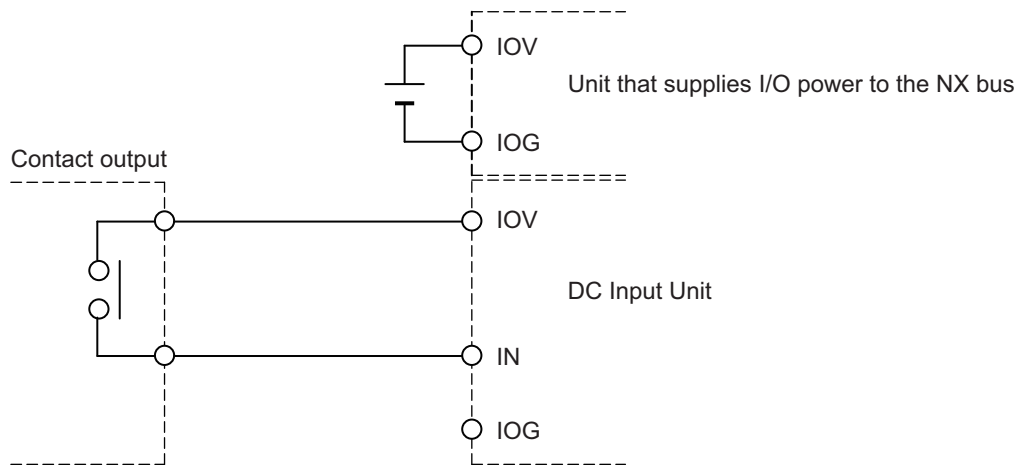 IOV
Unit that supplies I/O power to the NX bus
IOG
Contact output
IOV
DC Input Unit
IN
IOG